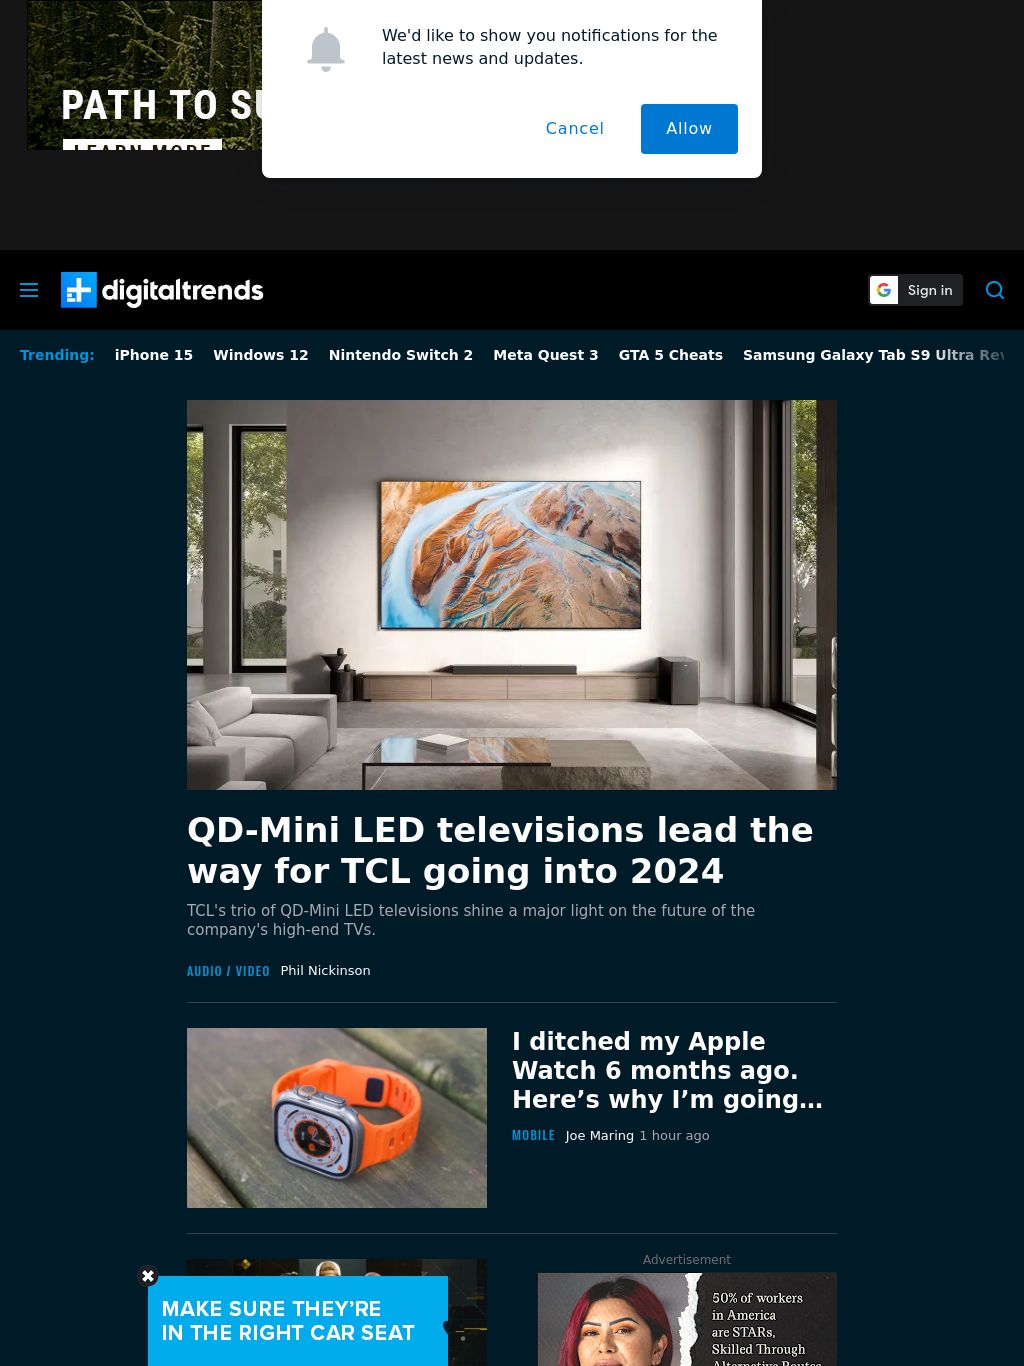 We'd like to show you notifications for the
latest news and updates.
Cancel
Allow
PATH TO
LEARN MORE
digitaltrends
Sign in
Trending:
iPhone 15
Windows 12
Nintendo Switch 2
Meta Quest 3
GTA 5 Cheats
Samsung Galaxy Tab S9 Ultra
QD-Mini LED televisions lead the
way for TCL going into 2024
TCL's trio of QD-Mini LED televisions shine a major light on the future of the
company's high-end TVs.
AUDIO / VIDEO
Phil Nickinson
I ditched my Apple
Watch 6 months ago.
Here’s why I’m going…
MOBILE
Joe Maring
1 hour ago
Advertisement
MAKE SURE THEY’RE
IN THE RIGHT CAR SEAT
50% of workers
in America
are STARs,
Skilled Through
Alternative Routes